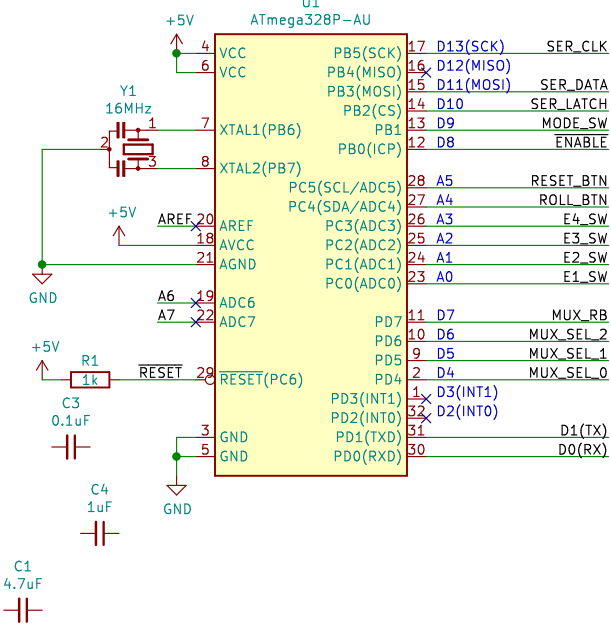 U1
ATmega328P-AU
+5V
4 VCC
6 VCC
Y1
16MHz
1
2
3
7 XTAL1(PB6)
8 XTAL2(PB7)
+5V
AREF 20 AREF
18 AVCC
21 AGND
GND
A6 19 ADC6
A7 22 ADC7
+5V
R1
1k
RESET 29 RESET(PC6)
C3
0.1uF
3 GND
5 GND
GND
C4
1uF
C1
4.7uF
PB5(SCK) 17 D13(SCK) SER_CLK
PB4(MISO) 16 D12(MISO)
PB3(MOSI) 15 D11(MOSI) SER_DATA
PB2(CS) 14 D10 SER_LATCH
PB1 13 D9 MODE_SW
PB0(ICP) 12 D8 ENABLE
PC5(SCL/ADC5) 28 A5 RESET_BTN
PC4(SDA/ADC4) 27 A4 ROLL_BTN
PC3(ADC3) 26 A3 E4_SW
PC2(ADC2) 25 A2 E3_SW
PC1(ADC1) 24 A1 E2_SW
PC0(ADC0) 23 A0 E1_SW
PD7 11 D7 MUX_RB
PD6 10 D6 MUX_SEL_2
PD5 9 D5 MUX_SEL_1
PD4 2 D4 MUX_SEL_0
PD3(INT1) 1 D3(INT1)
PD2(INT0) 32 D2(INT0)
PD1(TXD) 31 D1(TX)
PD0(RXD) 30 D0(RX)